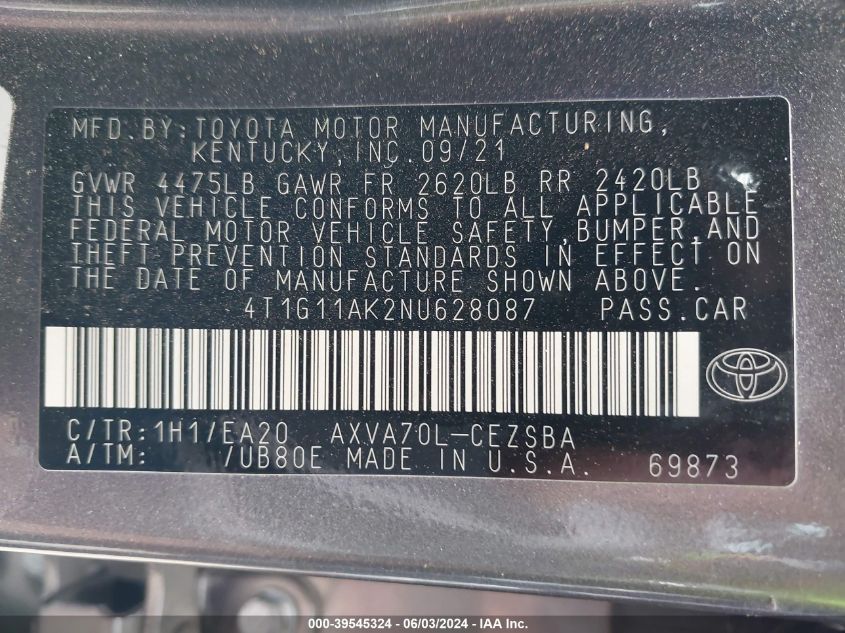 MFD.BY:TOYOTA MOTOR MANUFACTURING,
KENTUCKY,INC.09/21
GVWR 4475LB GAWR FR 2620LB RR 2420LB
THIS VEHICLE CONFORMS TO ALL APPLICABLE
FEDERAL MOTOR VEHICLE SAFETY,BUMPER,AND
THEFT PREVENTION STANDARDS IN EFFECT ON
THE DATE OF MANUFACTURE SHOWN ABOVE.
4T1G11AK2NU628087 PASS.CAR
C/TR:1H1/EA20 AXVA70L-CEZSBA
A/TM: /UB80E MADE IN U.S.A. 69873
000-39545324 | 06/03/2024 - IAA Inc.